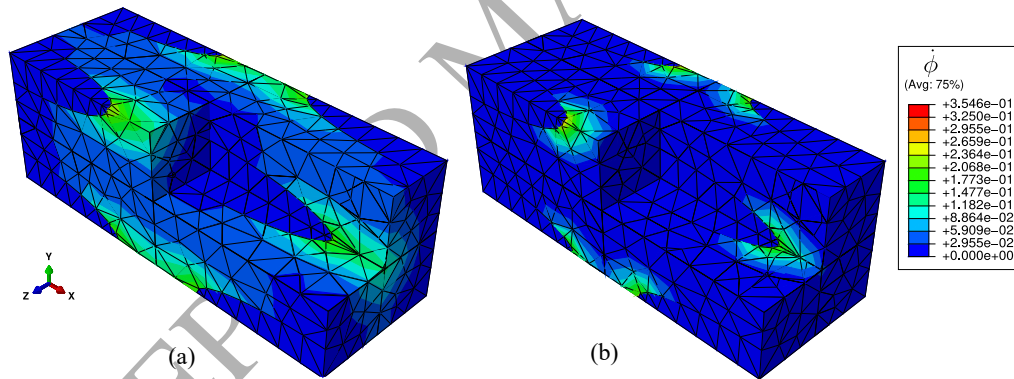 EPTED M
ϕ̇
(Avg: 75%)
+3.546e−01
+3.250e−01
+2.955e−01
+2.659e−01
+2.364e−01
+2.068e−01
+1.773e−01
+1.477e−01
+1.182e−01
+8.864e−02
+5.909e−02
+2.955e−02
+0.000e+00
Y
Z X
(a)
(b)